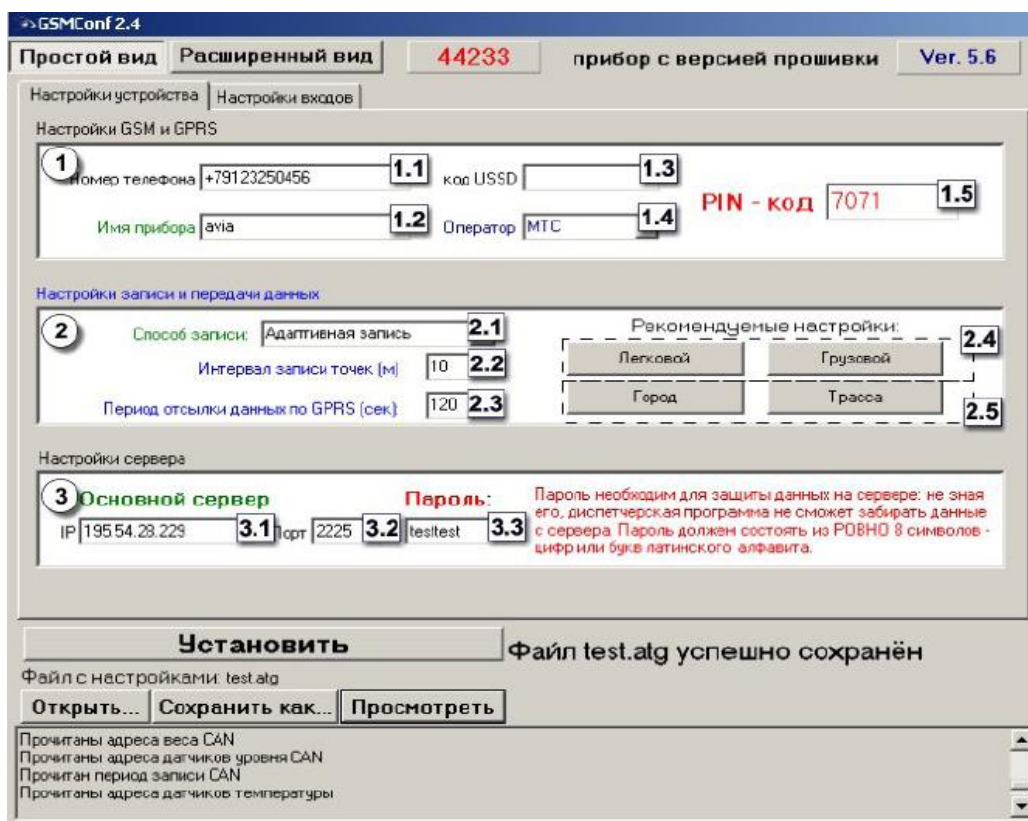 GSMConf 2.4
Простой вид Расширенный вид 44233 прибор с версией прошивки Ver. 5.6
Настройки устройства Настройки входов
Настройки GSM и GPRS
1
Номер телефона +79123250456 1.1 код USSD 1.3
PIN - код 7071 1.5
Имя прибора avia 1.2 Оператор МТС 1.4
Настройки записи и передачи данных
2
Способ записи: Адаптивная запись 2.1
Рекомендуемые настройки:
2.4
Интервал записи точек (м) 10 2.2
Легковой Грузовой
Период отсылки данных по GPRS (сек) 120 2.3
Город Трасса
2.5
Настройки сервера
3 Основной сервер Пароль:
IP 195.54.28.229 3.1 Порт 2225 3.2 testtest 3.3
Пароль необходим для защиты данных на сервере: не зная
его, диспетчерская программа не сможет забирать данные
с сервера. Пароль должен состоять из РОВНО 8 символов -
цифр или букв латинского алфавита.
Установить
Файл test.atg успешно сохранён
Файл с настройками: test.atg
Открыть... Сохранить как... Просмотреть
Прочитаны адреса веса CAN
Прочитаны адреса датчиков уровня CAN
Прочитан период записи CAN
Прочитаны адреса датчиков температуры